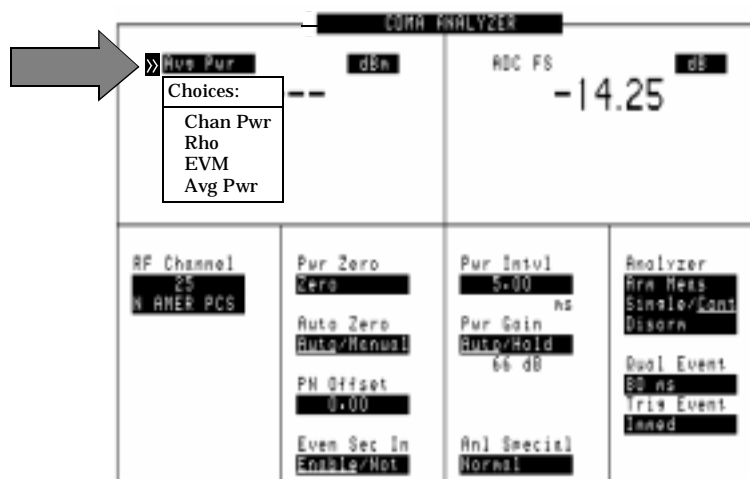 CDMA ANALYZER
» Avg Pwr
dBm
Choices:
Chan Pwr
Rho
EVM
Avg Pwr
--
ADC FS
dB
-14.25
RF Channel
25
N AMER PCS
Pwr Zero
Zero
Auto Zero
Auto/Manual
PN Offset
0.00
Even Sec In
Enable/Not
Pwr Intvl
5.00
ms
Pwr Gain
Auto/Hold
66 dB
Anl Special
Normal
Analyzer
Arm Meas
Single/Cont
Disarm
Qual Event
80 ms
Trig Event
Immed